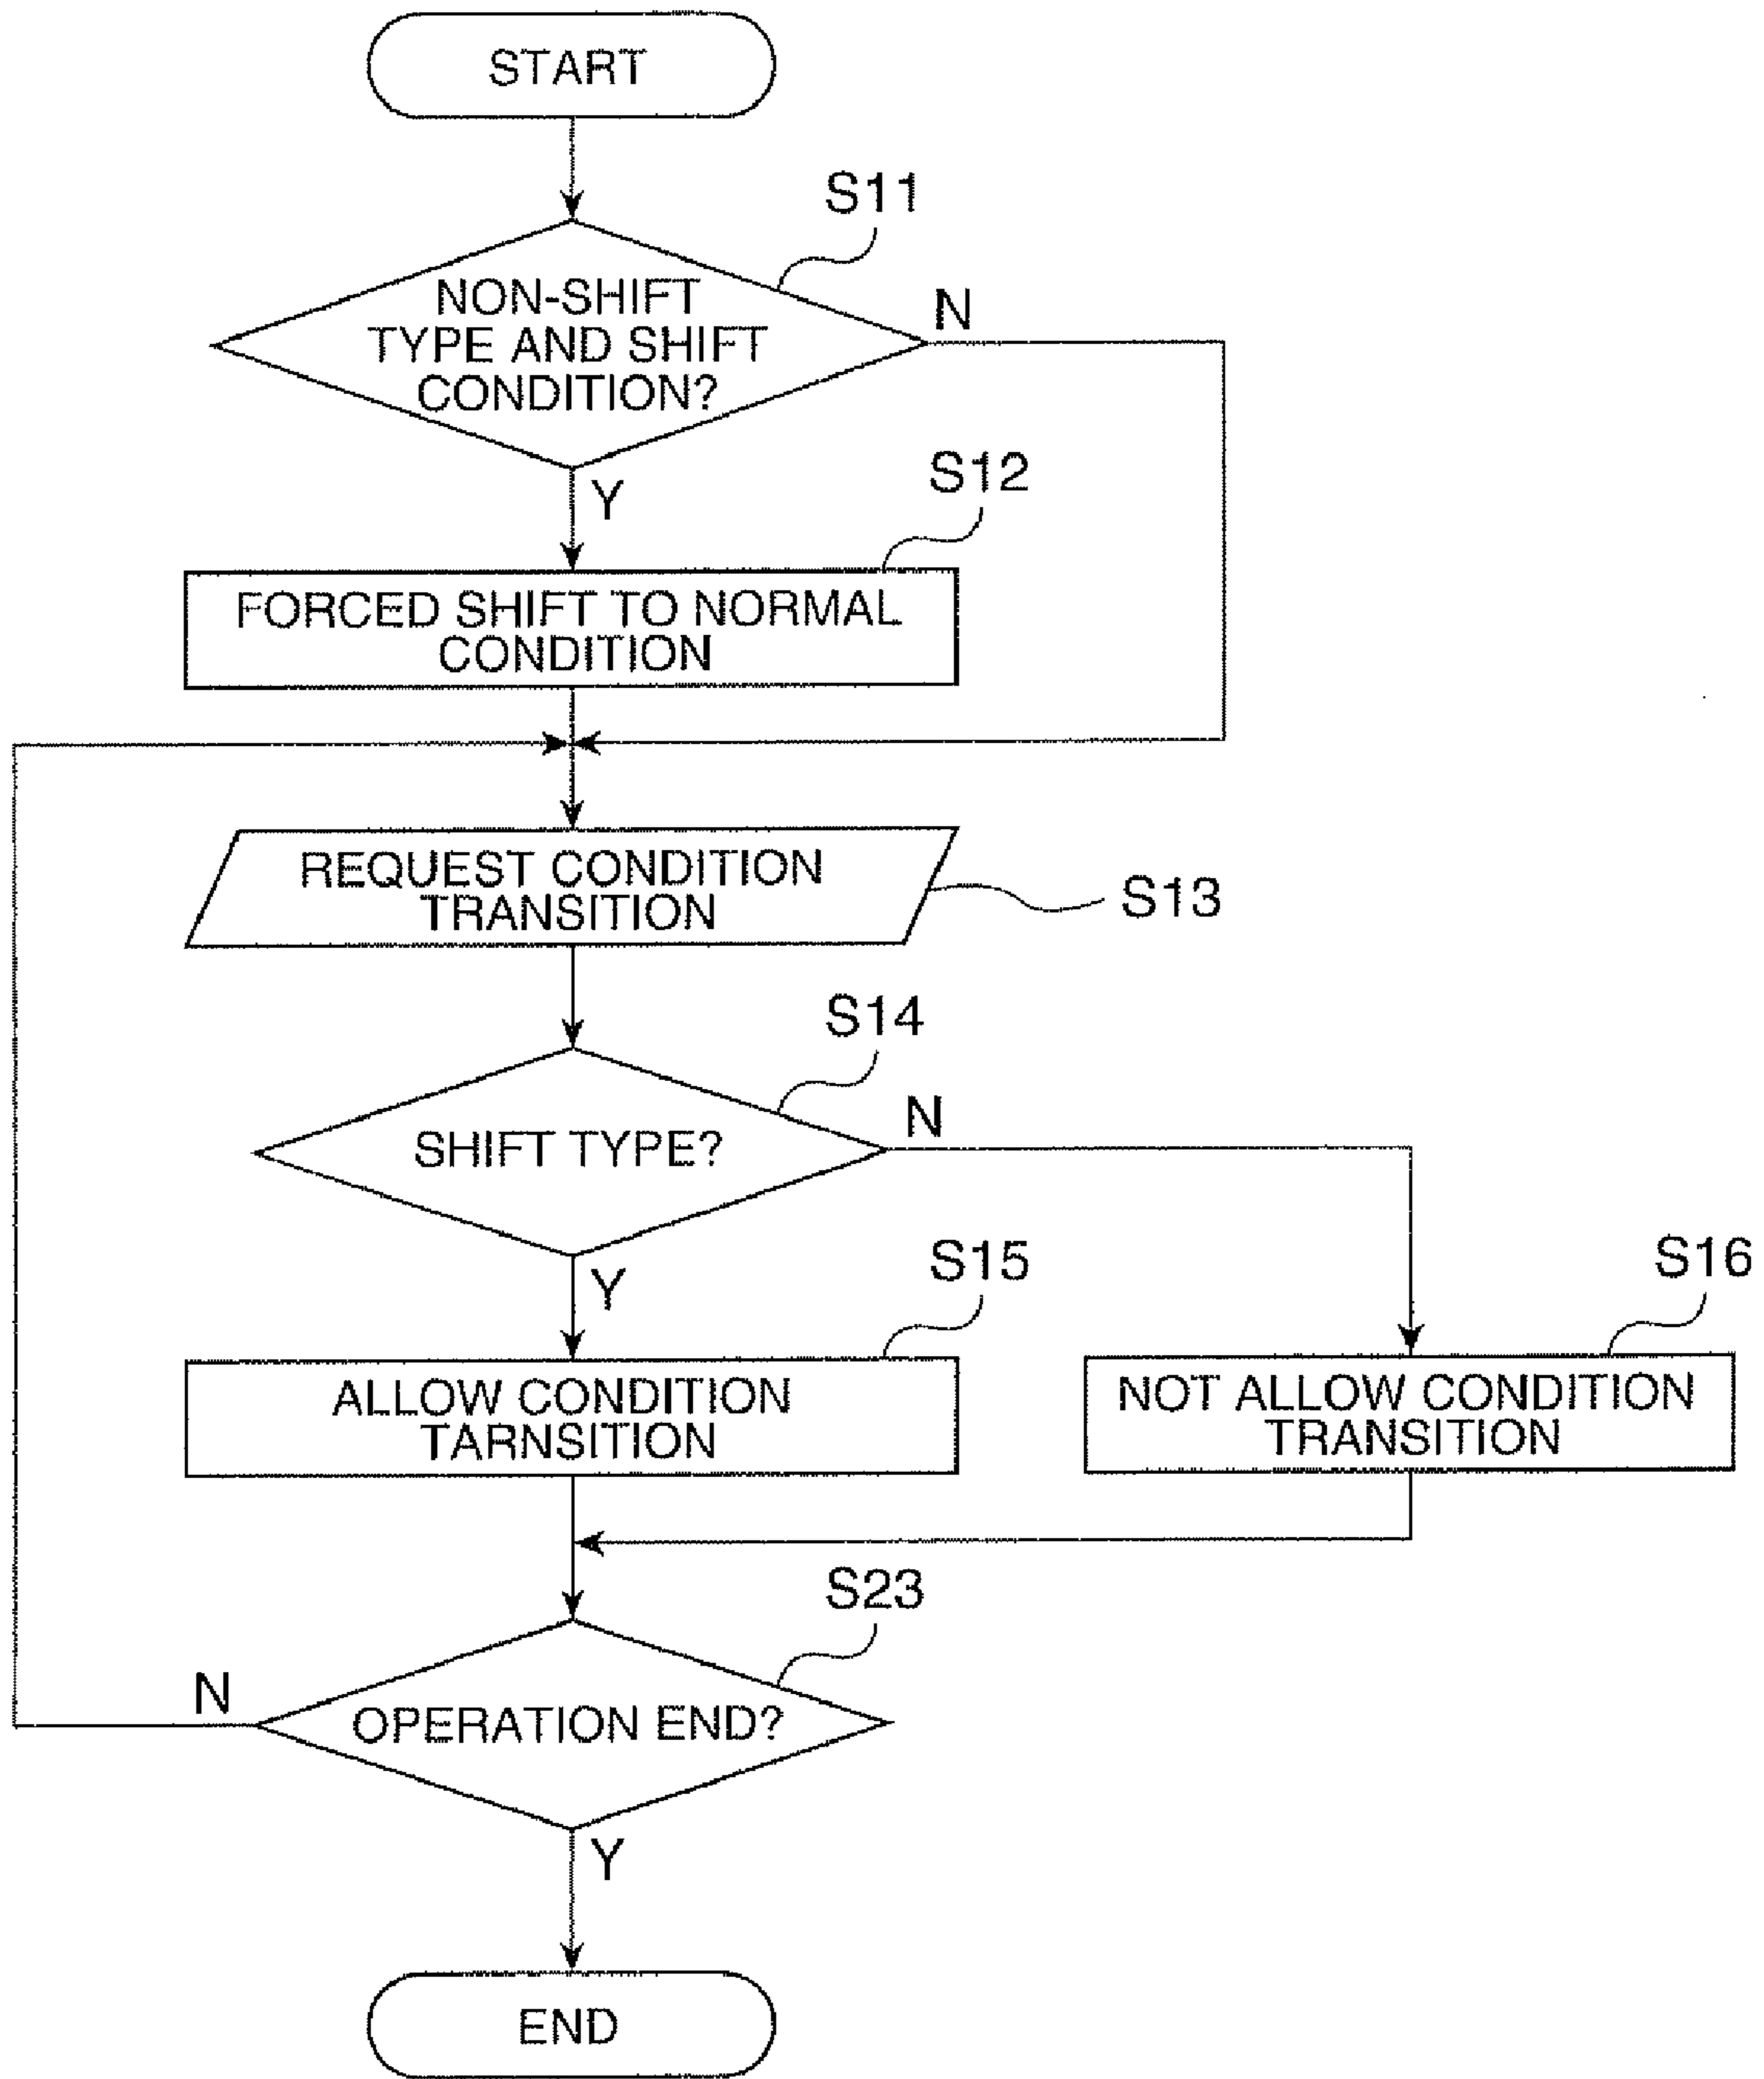 START
S11
NON-SHIFT
TYPE AND SHIFT
CONDITION?
N
Y
S12
FORCED SHIFT TO NORMAL
CONDITION
REQUEST CONDITION
TRANSITION
S13
S14
SHIFT TYPE?
N
Y
S15
S16
ALLOW CONDITION
TARNSITION
NOT ALLOW CONDITION
TRANSITION
S23
N
OPERATION END?
Y
END